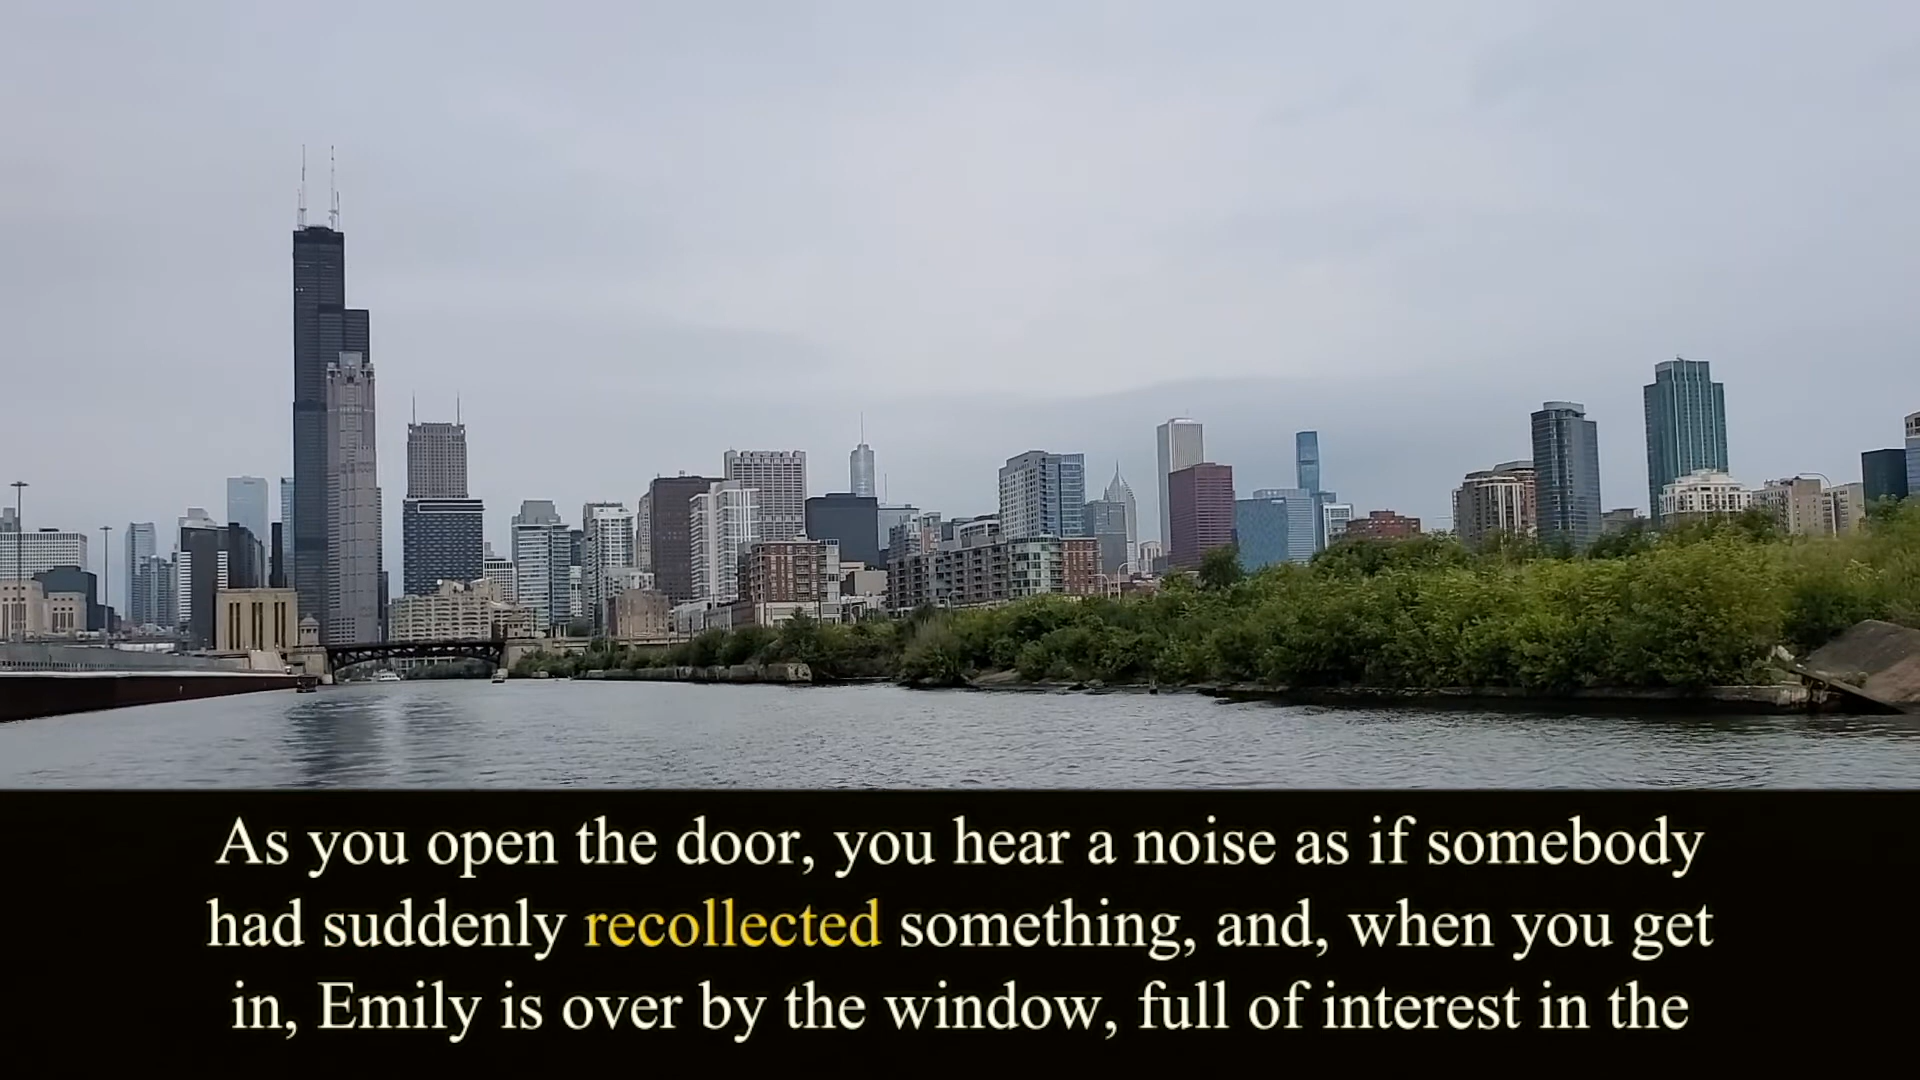 As you open the door, you hear a noise as if somebody
had suddenly recollected something, and, when you get
in, Emily is over by the window, full of interest in the